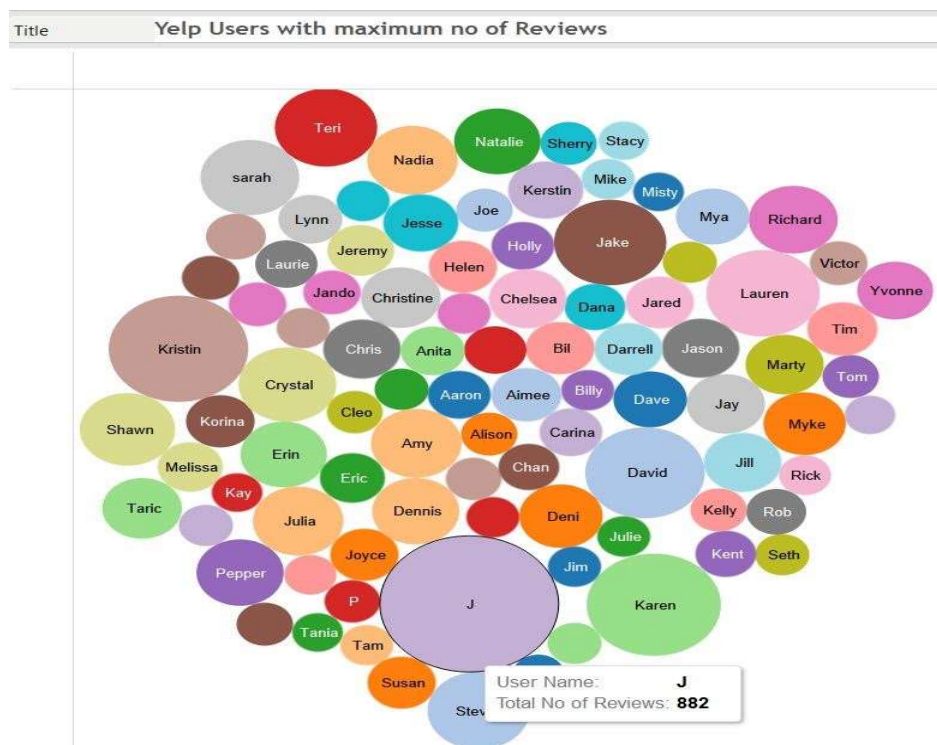 Title Yelp Users with maximum no of Reviews
Teri
Natalie
Sherry
Stacy
Nadia
sarah
Kerstin
Mike
Misty
Lynn
Jesse
Joe
Mya
Richard
Jeremy
Holly
Jake
Laurie
Helen
Victor
Jando
Christine
Chelsea
Dana
Jared
Lauren
Yvonne
Kristin
Chris
Anita
Bil
Darrell
Jason
Tim
Marty
Crystal
Tom
Cleo
Aaron
Aimee
Billy
Dave
Jay
Shawn
Korina
Amy
Alison
Carina
Myke
Melissa
Erin
Eric
Chan
David
Jill
Rick
Kay
Taric
Julia
Dennis
Deni
Kelly
Rob
Julie
Joyce
Kent
Seth
Pepper
Jim
P
J
Karen
Tania
Tam
Susan
User Name: J
Total No of Reviews: 882